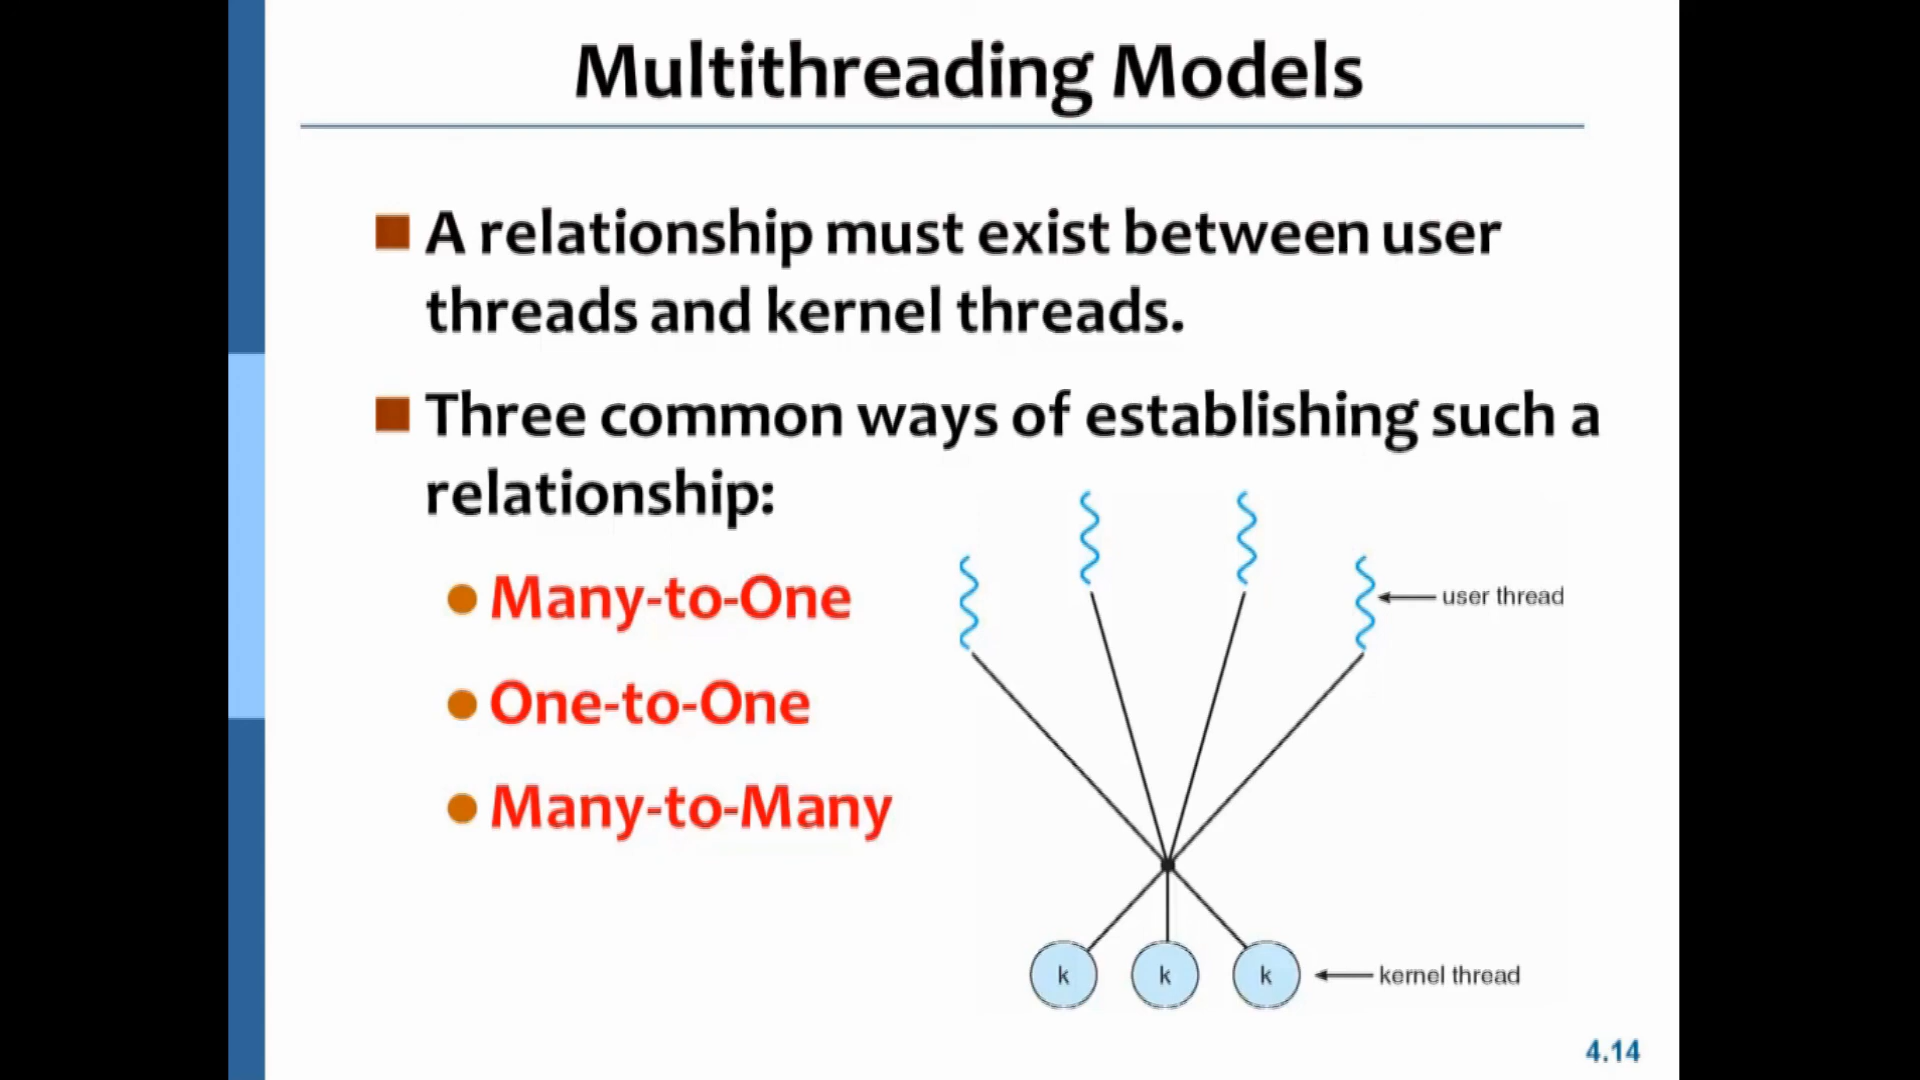 Multithreading Models
A relationship must exist between user
threads and kernel threads.
Three common ways of establishing such a
relationship:
Many-to-One
One-to-One
Many-to-Many
user thread
k k k
kernel thread
4.14